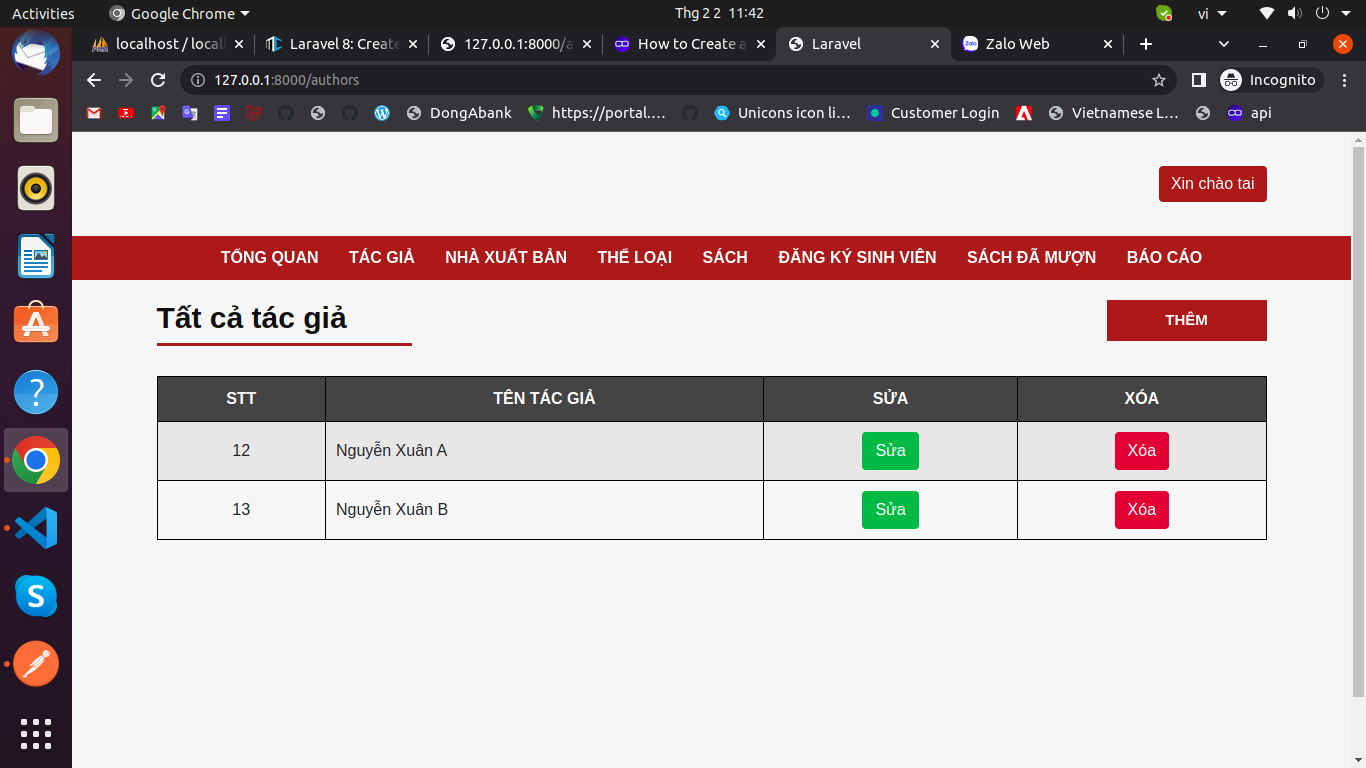 Activities Google Chrome Thg 2 2 11:42 vi
localhost / local Laravel 8: Create 127.0.0.1:8000/a How to Create a Laravel Zalo Web
127.0.0.1:8000/authors Incognito
DongAbank https://portal.... Unicons icon li... Customer Login Vietnamese L... api
Xin chào tai
TỔNG QUAN TÁC GIẢ NHÀ XUẤT BẢN THỂ LOẠI SÁCH ĐĂNG KÝ SINH VIÊN SÁCH ĐÃ MƯỢN BÁO CÁO
Tất cả tác giả THÊM
STT TÊN TÁC GIẢ SỬA XÓA
12 Nguyễn Xuân A Sửa Xóa
13 Nguyễn Xuân B Sửa Xóa